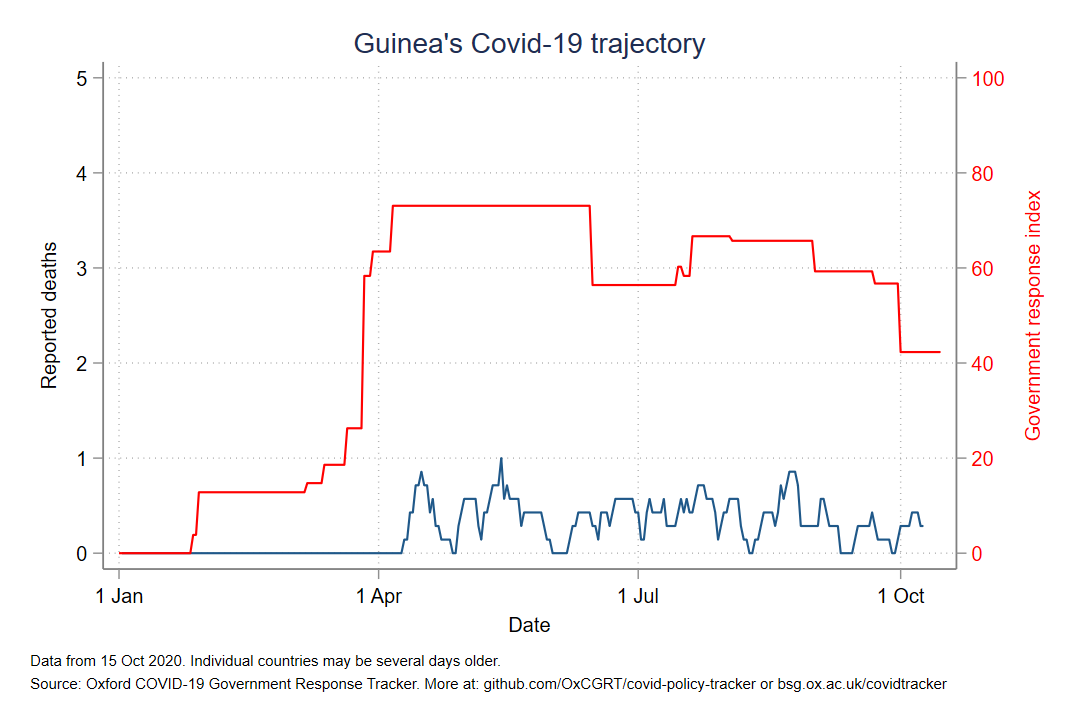 Guinea's Covid-19 trajectory
5
4
3
2
1
0
Reported deaths
100
80
60
40
20
0
Government response index
1 Jan
1 Apr
1 Jul
1 Oct
Date
Data from 15 Oct 2020. Individual countries may be several days older.
Source: Oxford COVID-19 Government Response Tracker. More at: github.com/OxCGRT/covid-policy-tracker or bsg.ox.ac.uk/covidtracker